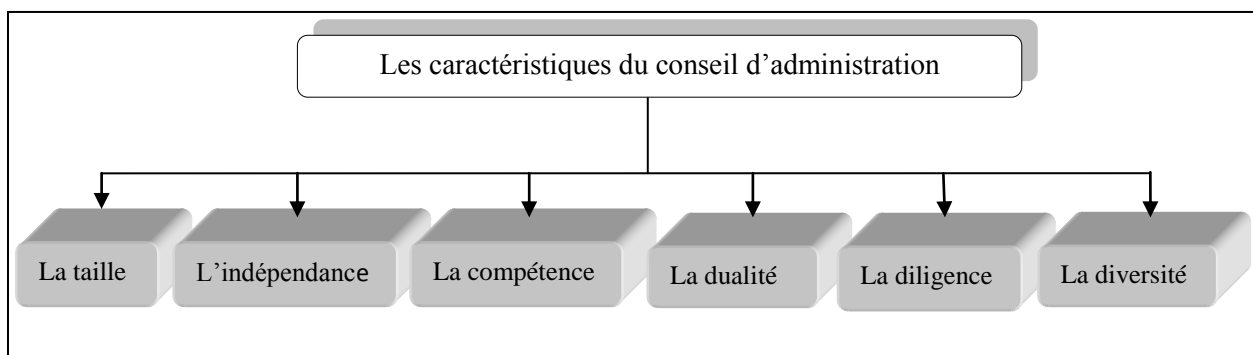 Les caractéristiques du conseil d’administration
La taille
L’indépendance
La compétence
La dualité
La diligence
La diversité